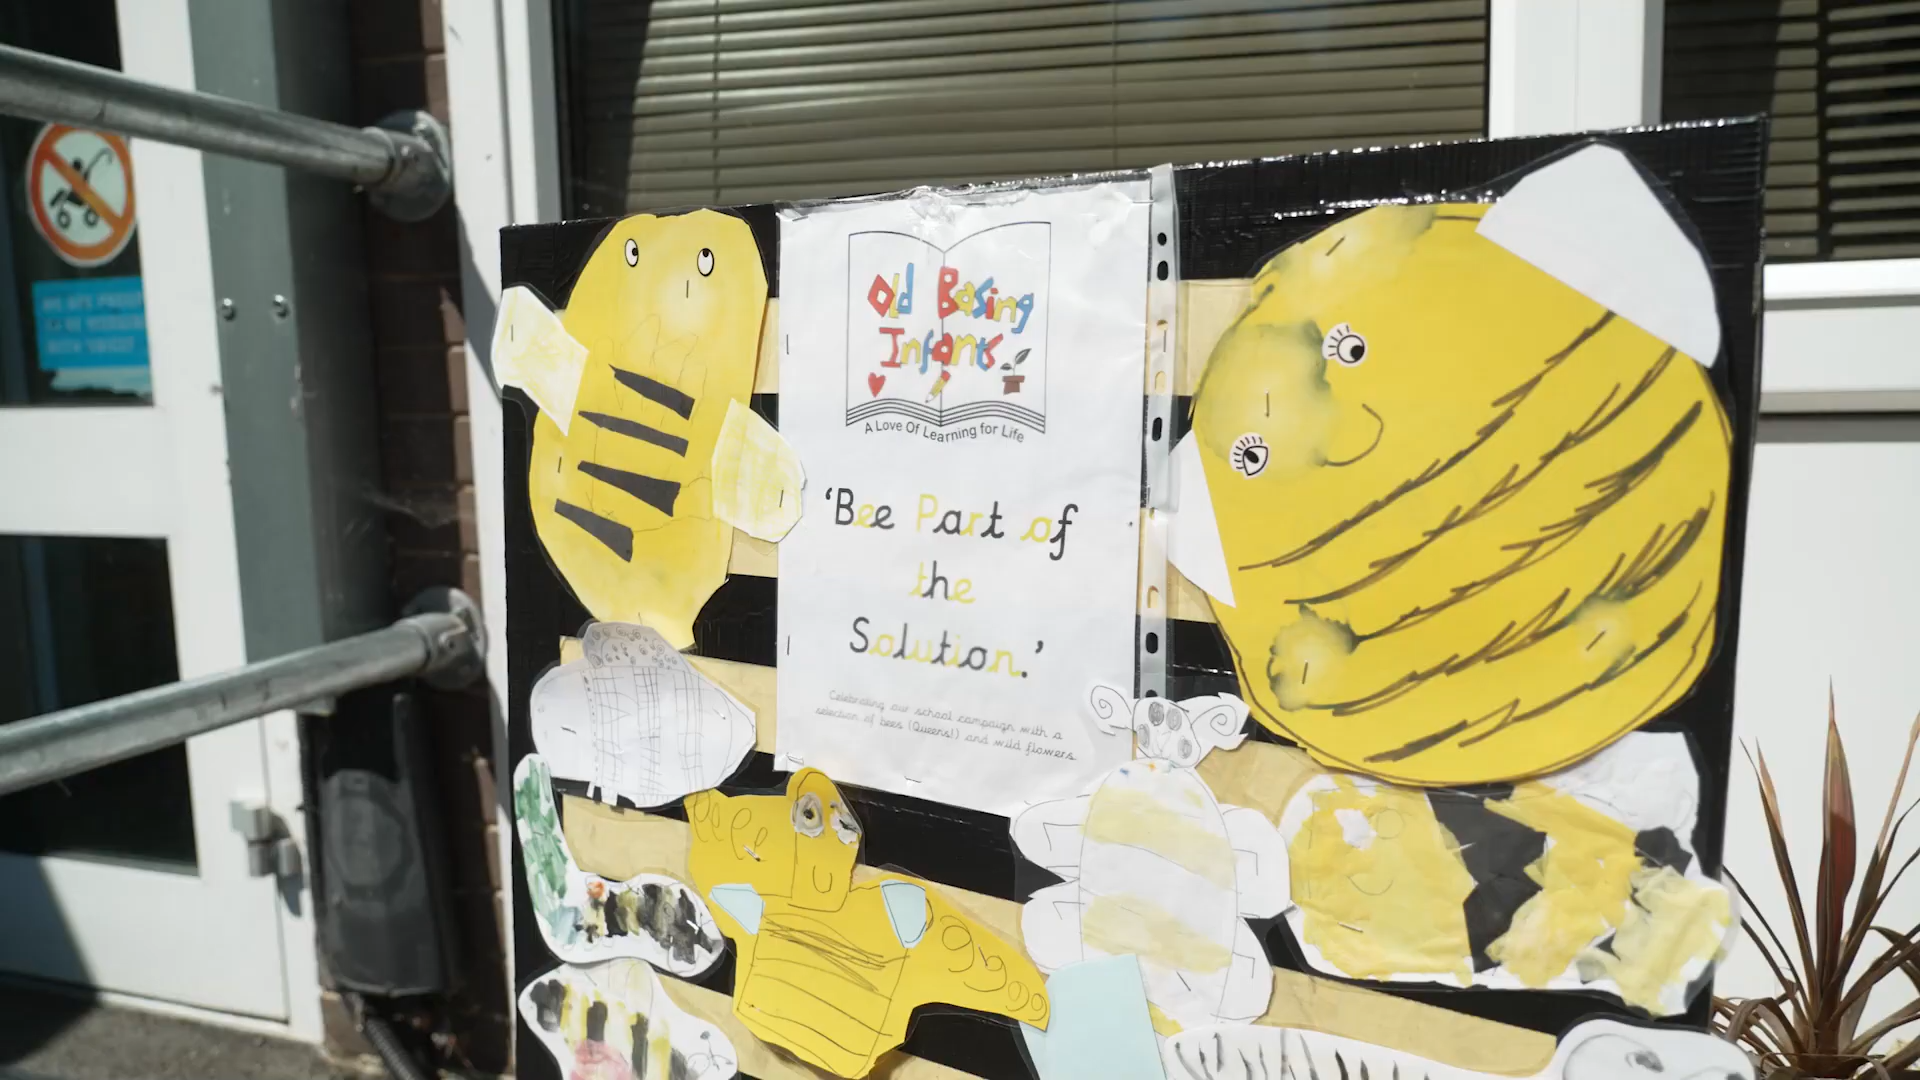 Old Basing
Infants
A Love Of Learning for Life
'Bee Part of
the
Solution.'
Celebrating our school campaign with a
selection of bees (Queens!) and wild flowers.